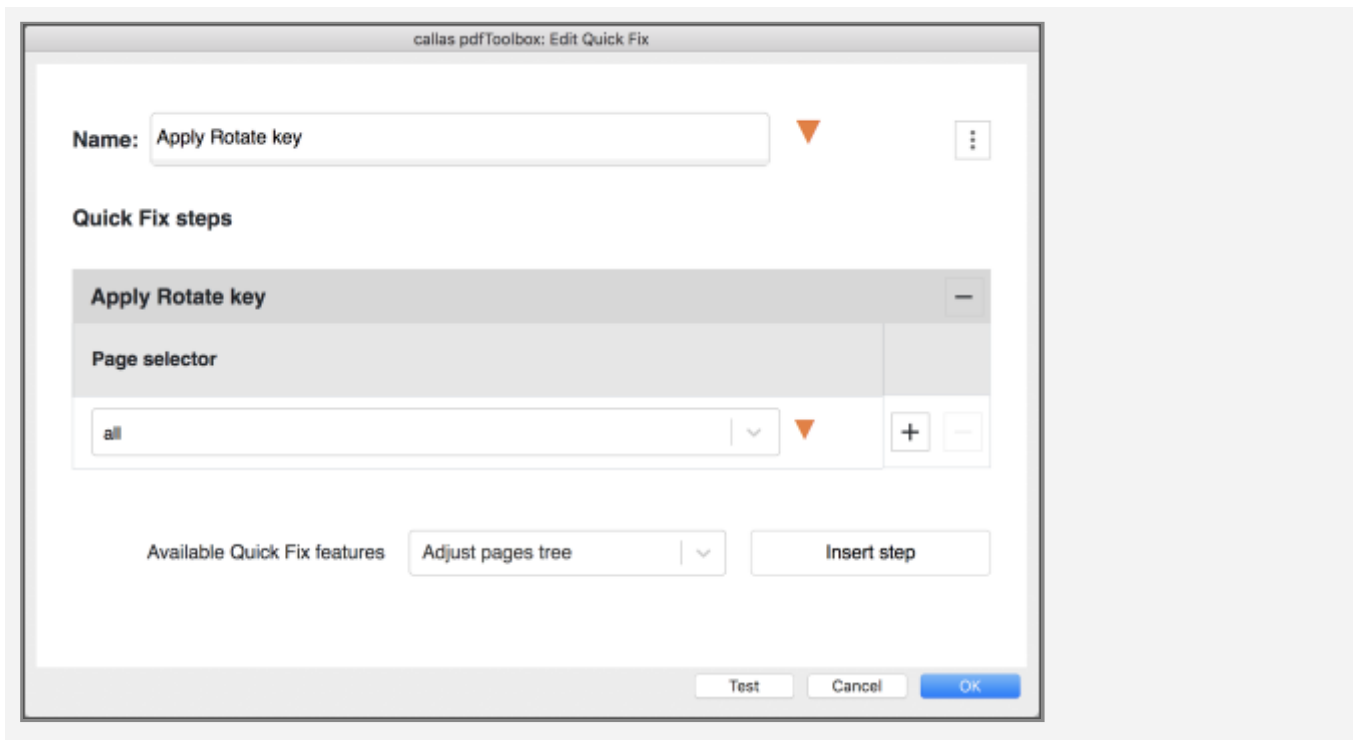 callas pdfToolbox: Edit Quick Fix
Name: Apply Rotate key
Quick Fix steps
Apply Rotate key
Page selector
all
Available Quick Fix features Adjust pages tree Insert step
Test Cancel OK